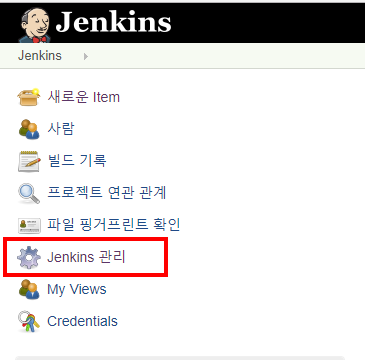 Jenkins
Jenkins
새로운 Item
사람
빌드 기록
프로젝트 연관 관계
파일 핑거프린트 확인
Jenkins 관리
My Views
Credentials